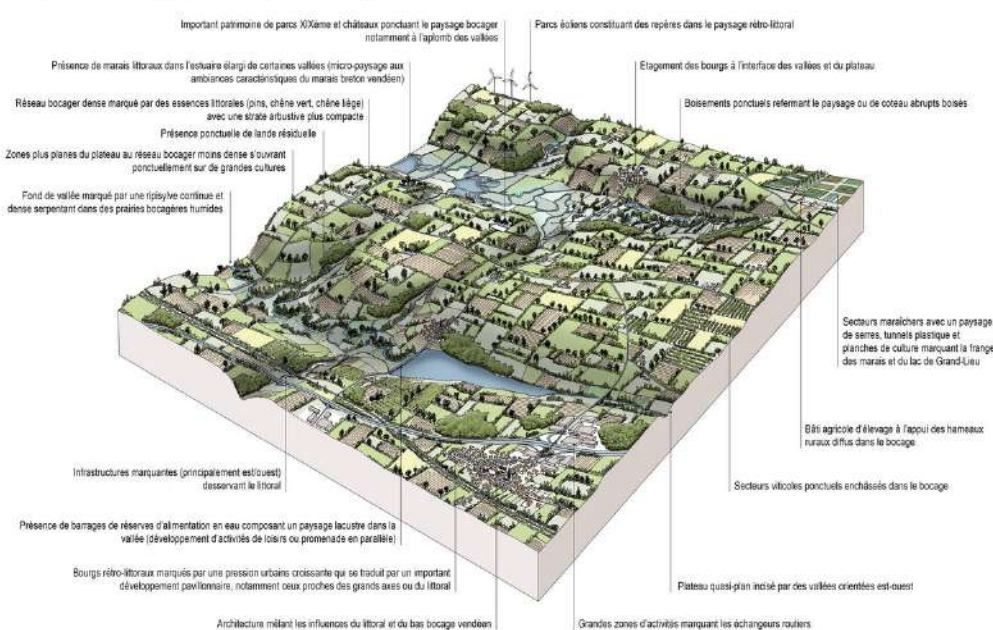 Important patrimoine de parcs XIXème et châteaux ponctuant le paysage bocager
notamment à l'aplomb des vallées
Parcs éoliens constituant des repères dans le paysage rétro-littoral
Présence de marais littoraux dans l'estuaire élargi de certaines vallées (micro-paysage aux
ambiances caractéristiques du marais breton vendéen)
Etagement des bourgs à l'interface des vallées et du plateau
Réseau bocager dense marqué par des essences littorales (pins, chêne vert, chêne liège)
avec une strate arbustive plus compacte
Boisements ponctuels refermant le paysage ou de coteau abrupts boisés
Présence ponctuelle de lande résiduelle
Zones plus planes du plateau au réseau bocager moins dense s'ouvrant
ponctuellement sur de grandes cultures
Fond de vallée marqué par une ripisylve continue et
dense serpentant dans des prairies bocagères humides
Secteurs maraîchers avec un paysage
de serres, tunnels plastique et
planches de culture marquant la frange
des marais et du lac de Grand-Lieu
Bâti agricole d'élevage à l'appui des hameaux
ruraux diffus dans le bocage
Infrastructures marquantes (principalement est/ouest)
desservant le littoral
Secteurs viticoles ponctuels enchâssés dans le bocage
Présence de barrages de réserves d'alimentation en eau composant un paysage lacustre dans la
vallée (développement d'activités de loisirs ou promenade en parallèle)
Bourgs rétro-littoraux marqués par une pression urbains croissante qui se traduit par un important
développement pavillonnaire, notamment ceux proches des grands axes ou du littoral
Plateau quasi-plan incisé par des vallées orientées est-ouest
Architecture mêlant les influences du littoral et du bas bocage vendéen
Grandes zones d'activités marquant les échangeurs routiers